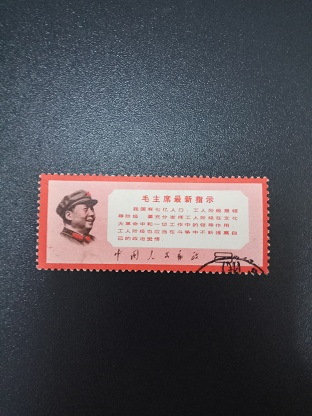 毛主席最新指示
我国有七亿人口，工人阶级是领
导阶级。要充分发挥工人阶级在文化
大革命中和一切工作中的领导作用。
工人阶级也应当在斗争中不断提高自
己的政治觉悟。
中国人民邮政